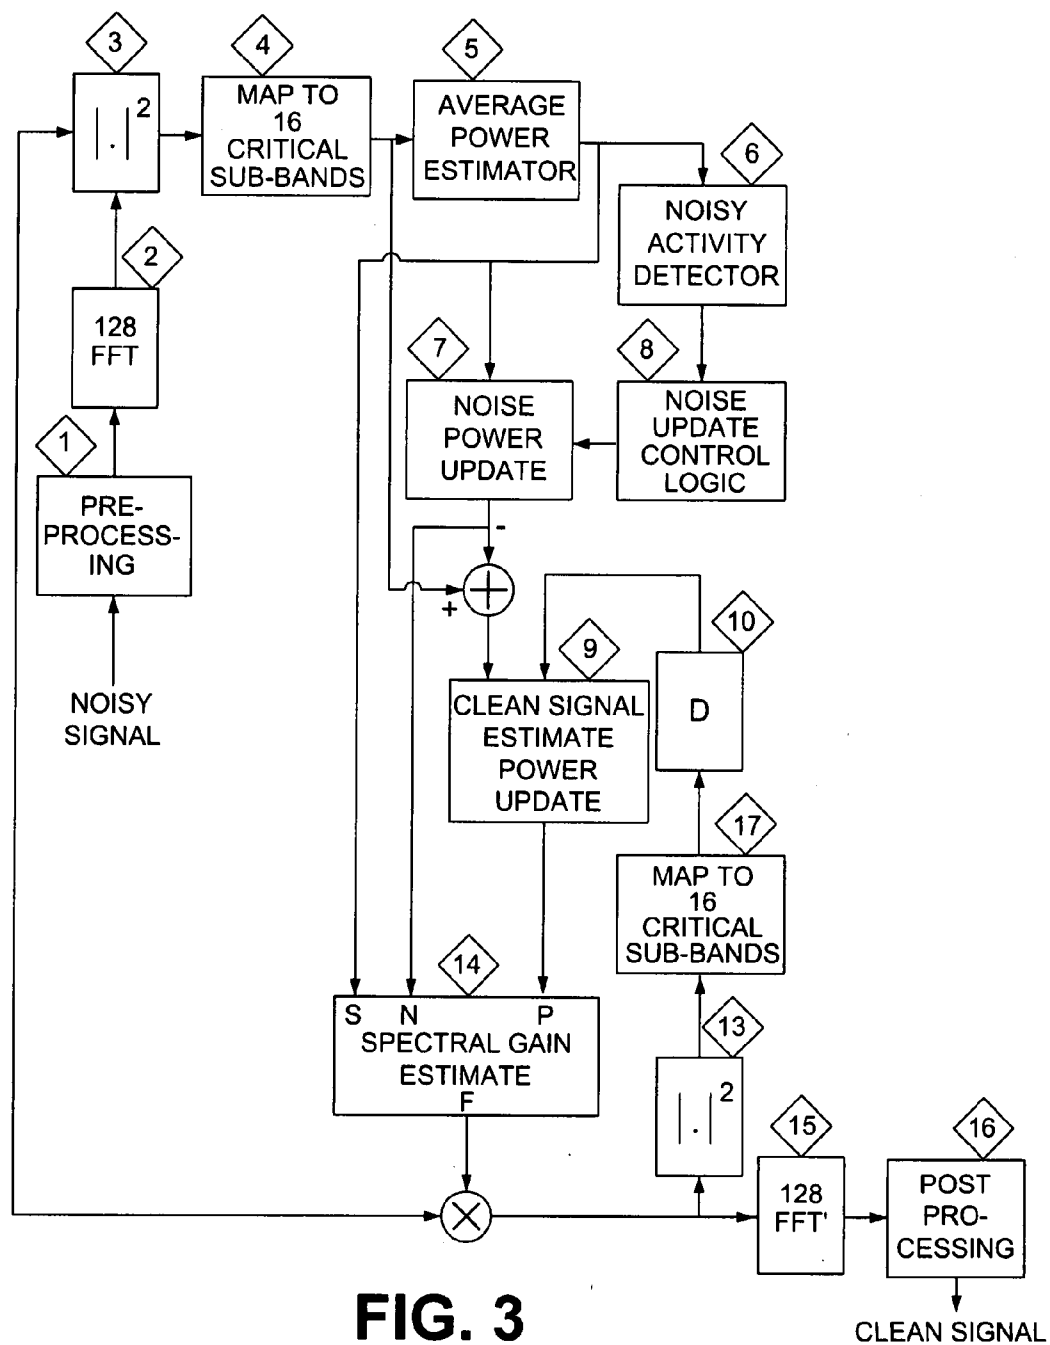 3
4
5
|.|2
MAP TO
16
CRITICAL
SUB-BANDS
AVERAGE
POWER
ESTIMATOR
6
NOISY
ACTIVITY
DETECTOR
2
128
FFT
7
8
NOISE
POWER
UPDATE
NOISE
UPDATE
CONTROL
LOGIC
1
PRE-
PROCESS-
ING
-
+
+
NOISY
SIGNAL
9
10
CLEAN SIGNAL
ESTIMATE
POWER
UPDATE
D
17
MAP TO
16
CRITICAL
SUB-BANDS
14
S N P
SPECTRAL GAIN
ESTIMATE
F
13
|.|2
15
16
128
FFT'
POST
PRO-
CESSING
X
CLEAN SIGNAL
FIG. 3